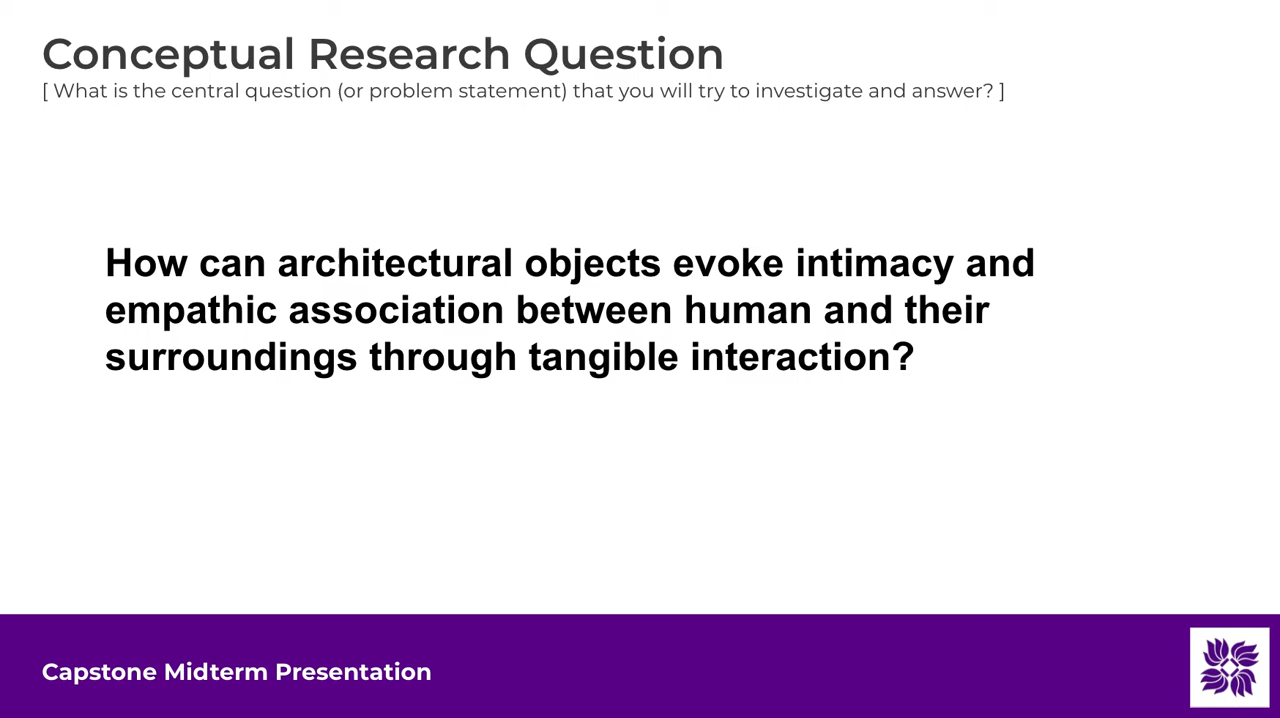 Conceptual Research Question
[ What is the central question (or problem statement) that you will try to investigate and answer? ]
How can architectural objects evoke intimacy and
empathic association between human and their
surroundings through tangible interaction?
Capstone Midterm Presentation